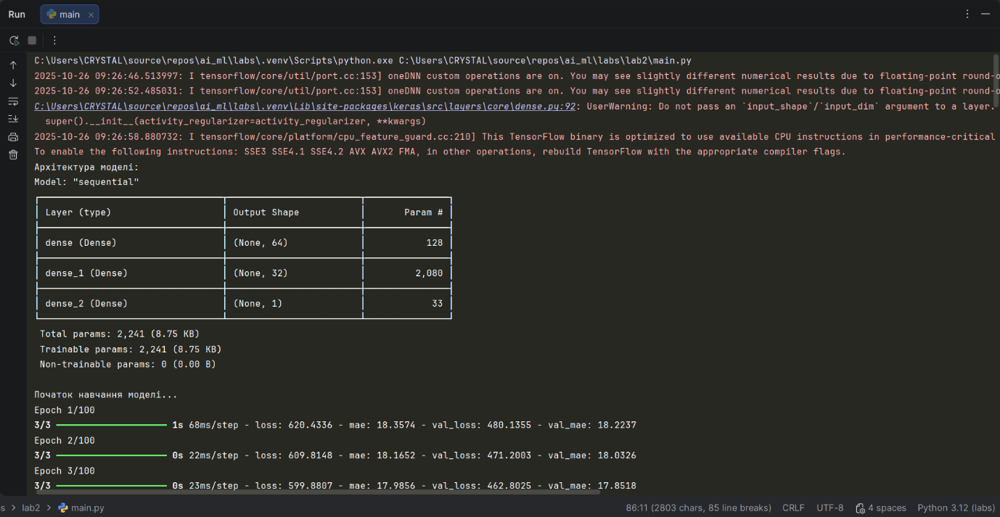 Run main
C:\Users\CRYSTAL\source\repos\ai_ml\labs\.venv\Scripts\python.exe C:\Users\CRYSTAL\source\repos\ai_ml\labs\lab2\main.py
2025-10-26 09:26:46.513997: I tensorflow/core/util/port.cc:153] oneDNN custom operations are on. You may see slightly different numerical results due to floating-point round-o
2025-10-26 09:26:52.485031: I tensorflow/core/util/port.cc:153] oneDNN custom operations are on. You may see slightly different numerical results due to floating-point round-o
C:\Users\CRYSTAL\source\repos\ai_ml\labs\.venv\Lib\site-packages\keras\src\layers\core\dense.py:92: UserWarning: Do not pass an `input_shape`/`input_dim` argument to a layer.
super().__init__(activity_regularizer=activity_regularizer, **kwargs)
2025-10-26 09:26:58.880732: I tensorflow/core/platform/cpu_feature_guard.cc:210] This TensorFlow binary is optimized to use available CPU instructions in performance-critical
To enable the following instructions: SSE3 SSE4.1 SSE4.2 AVX AVX2 FMA, in other operations, rebuild TensorFlow with the appropriate compiler flags.
Архітектура моделі:
Model: "sequential"
Layer (type) Output Shape Param #
dense (Dense) (None, 64) 128
dense_1 (Dense) (None, 32) 2,080
dense_2 (Dense) (None, 1) 33
Total params: 2,241 (8.75 KB)
Trainable params: 2,241 (8.75 KB)
Non-trainable params: 0 (0.00 B)
Початок навчання моделі...
Epoch 1/100
3/3 1s 68ms/step - loss: 620.4336 - mae: 18.3574 - val_loss: 480.1355 - val_mae: 18.2237
Epoch 2/100
3/3 0s 22ms/step - loss: 609.8148 - mae: 18.1652 - val_loss: 471.2003 - val_mae: 18.0326
Epoch 3/100
3/3 0s 23ms/step - loss: 599.8807 - mae: 17.9856 - val_loss: 462.8025 - val_mae: 17.8518
s > lab2 > main.py 86:11 (2803 chars, 85 line breaks) CRLF UTF-8 4 spaces Python 3.12 (labs)